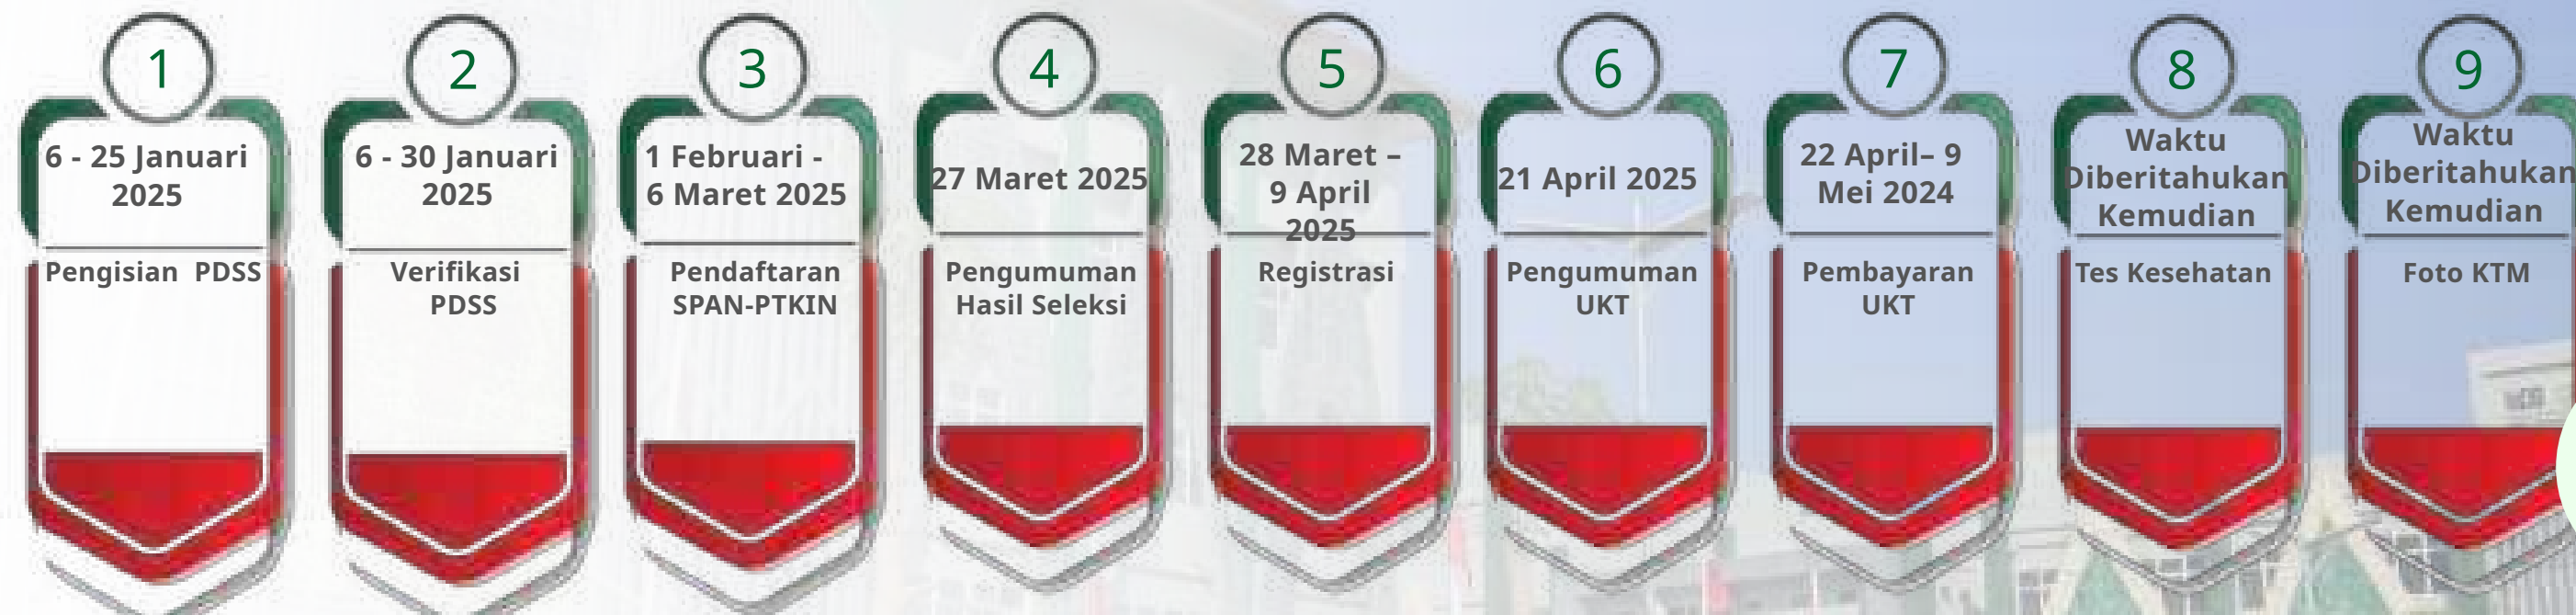 1
6 - 25 Januari
2025
Pengisian PDSS
2
6 - 30 Januari
2025
Verifikasi
PDSS
3
1 Februari -
6 Maret 2025
Pendaftaran
SPAN-PTKIN
4
27 Maret 2025
Pengumuman
Hasil Seleksi
5
28 Maret –
9 April
2025
Registrasi
6
21 April 2025
Pengumuman
UKT
7
22 April– 9
Mei 2024
Pembayaran
UKT
8
Waktu
Diberitahukan
Kemudian
Tes Kesehatan
9
Waktu
Diberitahukan
Kemudian
Foto KTM